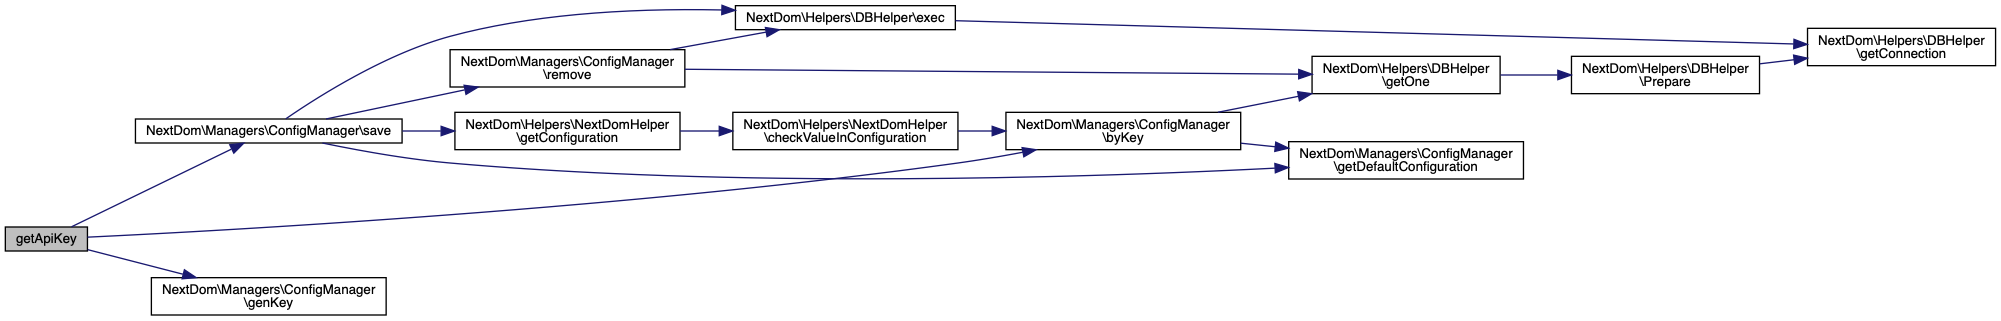 NextDom\Helpers\DBHelper\exec
NextDom\Helpers\DBHelper
\getConnection
NextDom\Managers\ConfigManager
\remove
NextDom\Helpers\DBHelper
\getOne
NextDom\Helpers\DBHelper
\Prepare
NextDom\Managers\ConfigManager\save
NextDom\Helpers\NextDomHelper
\getConfiguration
NextDom\Helpers\NextDomHelper
\checkValueInConfiguration
NextDom\Managers\ConfigManager
\byKey
NextDom\Managers\ConfigManager
\getDefaultConfiguration
getApiKey
NextDom\Managers\ConfigManager
\genKey